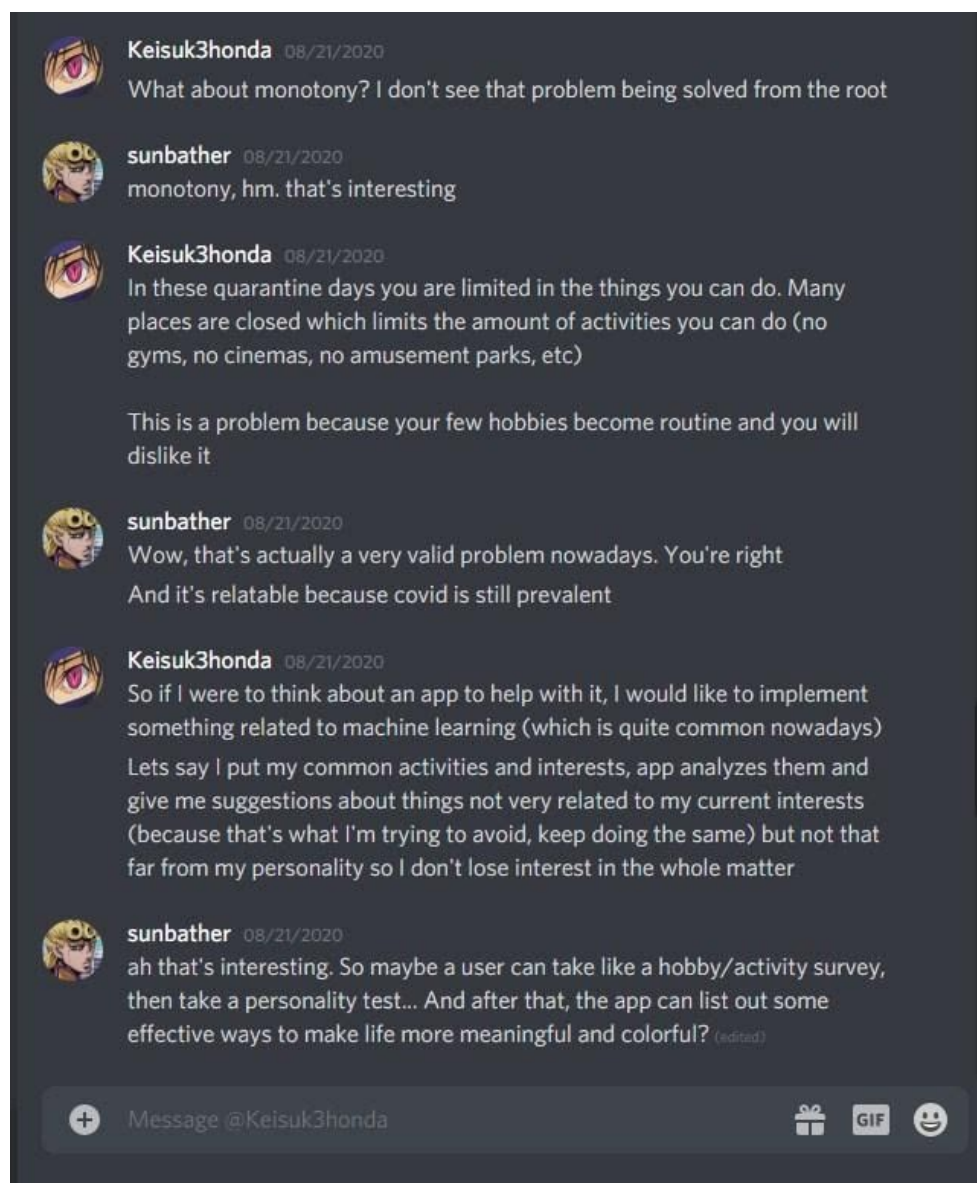 Keisuk3honda 08/21/2020
What about monotony? I don't see that problem being solved from the root
sunbather 08/21/2020
monotony, hm. that's interesting
Keisuk3honda 08/21/2020
In these quarantine days you are limited in the things you can do. Many
places are closed which limits the amount of activities you can do (no
gyms, no cinemas, no amusement parks, etc)
This is a problem because your few hobbies become routine and you will
dislike it
sunbather 08/21/2020
Wow, that's actually a very valid problem nowadays. You're right
And it's relatable because covid is still prevalent
Keisuk3honda 08/21/2020
So if I were to think about an app to help with it, I would like to implement
something related to machine learning (which is quite common nowadays)
Lets say I put my common activities and interests, app analyzes them and
give me suggestions about things not very related to my current interests
(because that's what I'm trying to avoid, keep doing the same) but not that
far from my personality so I don't lose interest in the whole matter
sunbather 08/21/2020
ah that's interesting. So maybe a user can take like a hobby/activity survey,
then take a personality test... And after that, the app can list out some
effective ways to make life more meaningful and colorful? (edited)
Message @Keisuk3honda
GIF